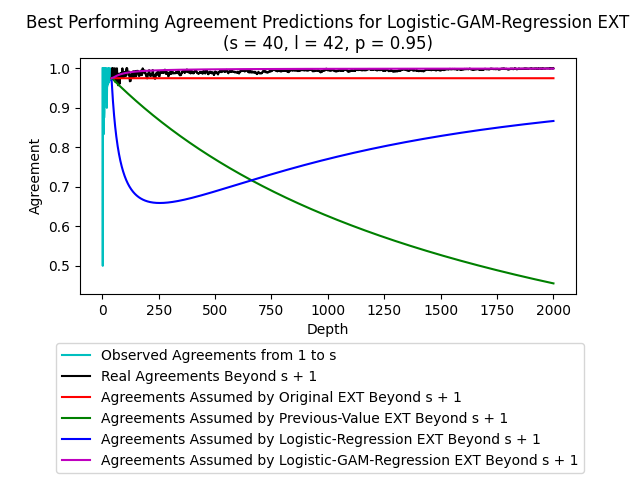 Best Performing Agreement Predictions for Logistic-GAM-Regression EXT
(s = 40, l = 42, p = 0.95)
1.0
0.9
0.8
0.7
0.6
0.5
Agreement
0 250 500 750 1000 1250 1500 1750 2000
Depth
Observed Agreements from 1 to s
Real Agreements Beyond s + 1
Agreements Assumed by Original EXT Beyond s + 1
Agreements Assumed by Previous-Value EXT Beyond s + 1
Agreements Assumed by Logistic-Regression EXT Beyond s + 1
Agreements Assumed by Logistic-GAM-Regression EXT Beyond s + 1